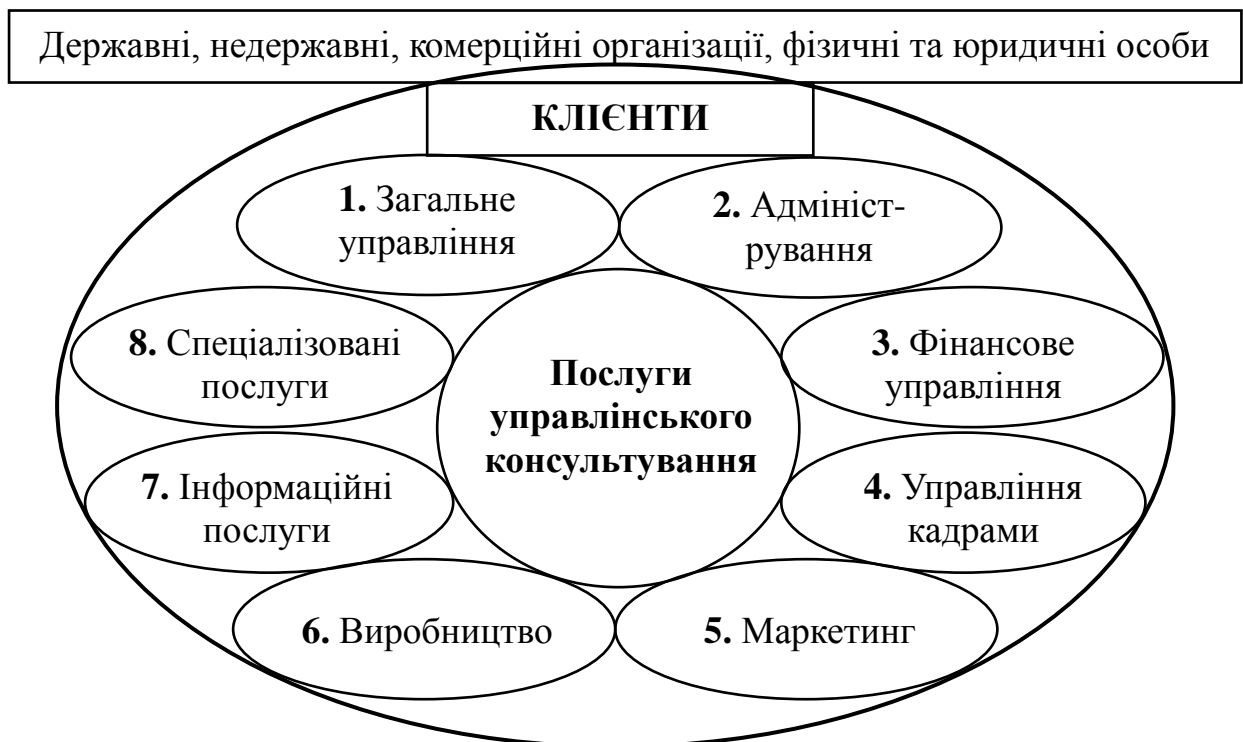 Державні, недержавні, комерційні організації, фізичні та юридичні особи
КЛІЄНТИ
1. Загальне
управління
2. Адмініст-
рування
3. Фінансове
управління
4. Управління
кадрами
5. Маркетинг
6. Виробництво
7. Інформаційні
послуги
8. Спеціалізовані
послуги
Послуги
управлінського
консультування